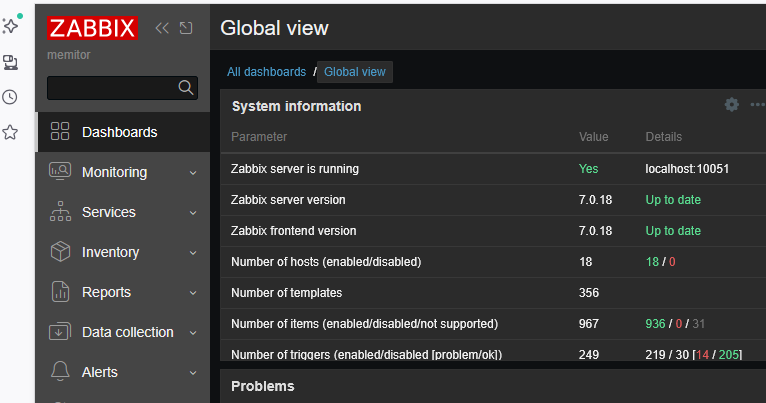 ZABBIX
memitor
Dashboards
Monitoring
Services
Inventory
Reports
Data collection
Alerts
Global view
All dashboards / Global view
System information
Parameter Value Details
Zabbix server is running Yes localhost:10051
Zabbix server version 7.0.18 Up to date
Zabbix frontend version 7.0.18 Up to date
Number of hosts (enabled/disabled) 18 18 / 0
Number of templates 356
Number of items (enabled/disabled/not supported) 967 936 / 0 / 31
Number of triggers (enabled/disabled [problem/ok]) 249 219 / 30 [14 / 205]
Problems